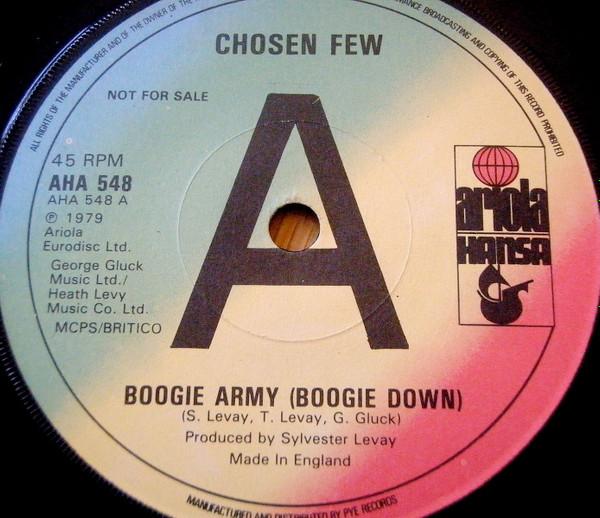 ALL RIGHTS OF THE MANUFACTURER AND OF THE OWNER OF THE
BROADCASTING AND COPYING OF THIS RECORD PROHIBITED
CHOSEN FEW
NOT FOR SALE
A
45 RPM
AHA 548
AHA 548 A
℗ 1979
Ariola
Eurodisc Ltd.
George Gluck
Music Ltd./
Heath Levy
Music Co. Ltd.
MCPS/BRITICO
ariola
HANSA
BOOGIE ARMY (BOOGIE DOWN)
(S. Levay, T. Levay, G. Gluck)
Produced by Sylvester Levay
Made In England
MANUFACTURED AND DISTRIBUTED BY PYE RECORDS